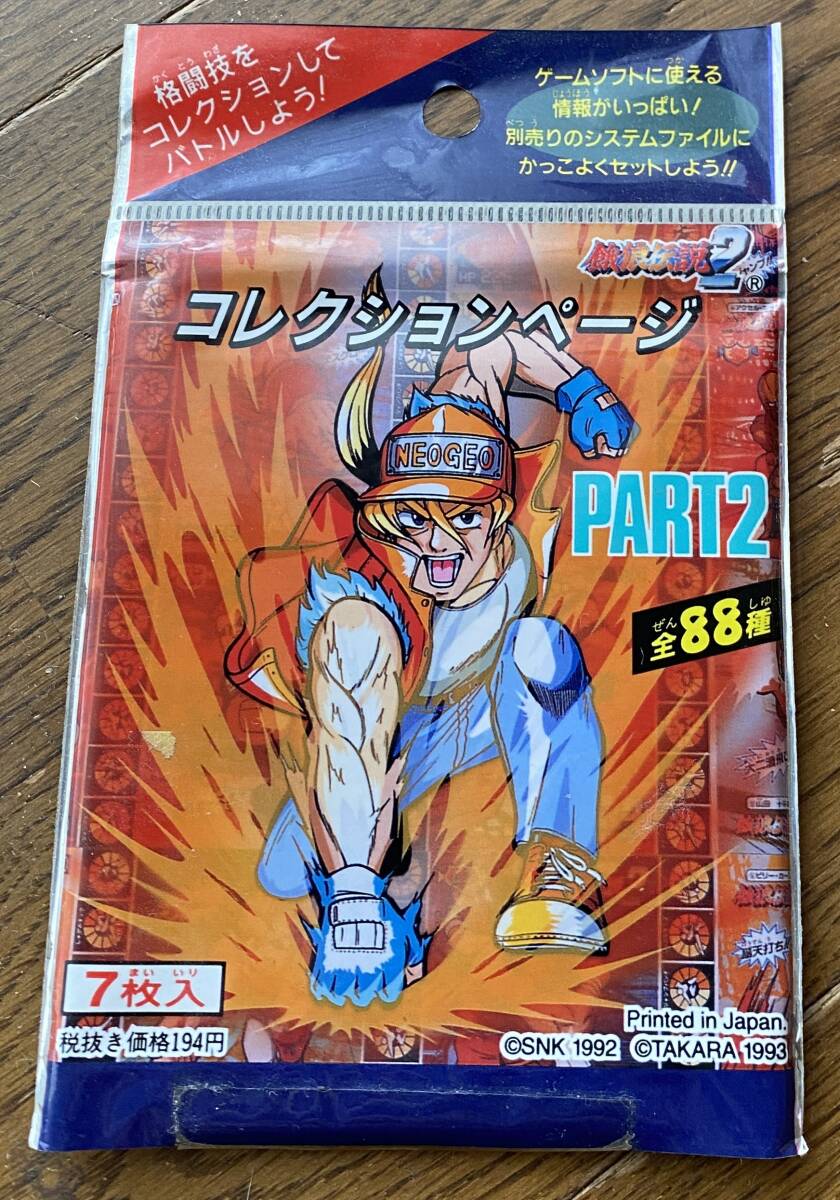 格闘技を
コレクションして
バトルしよう!
ゲームソフトに使える
情報がいっぱい!
別売りのシステムファイルに
かっこよくセットしよう!!
餓狼伝説2®
コレクションページ
NEOGEO
PART2
全88種
7枚入
税抜き価格194円
Printed in Japan.
©SNK 1992 ©TAKARA 1993